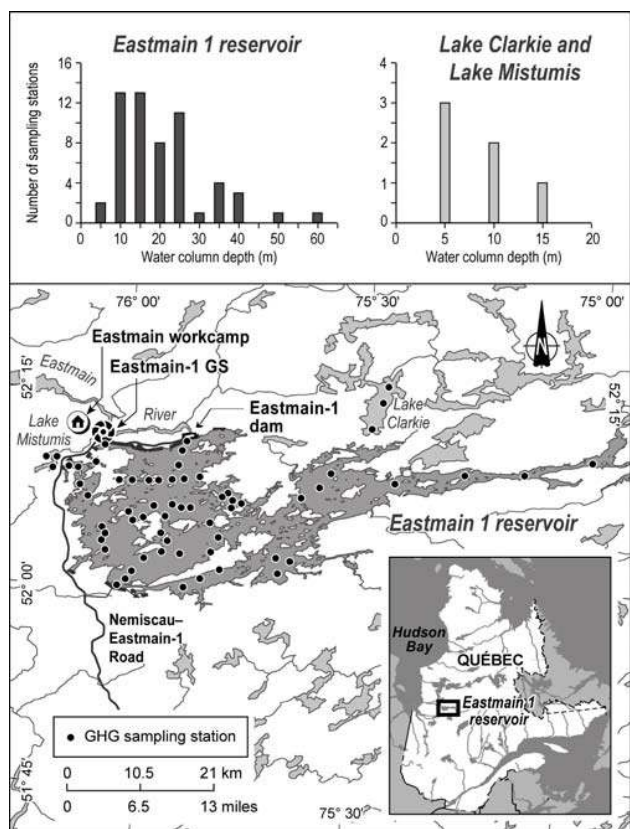 Eastmain 1 reservoir
Number of sampling stations
16
12
8
4
0
0
10
20
30
40
50
60
Water column depth (m)
Lake Clarkie and
Lake Mistumis
4
3
2
1
0
0
5
10
15
20
Water column depth (m)
76° 00'
75° 30'
75° 00'
Eastmain workcamp
Eastmain-1 GS
52° 15'
Eastmain
River
Lake
Mistumis
Eastmain-1
dam
Lake
Clarkie
52° 15'
N
Eastmain 1 reservoir
52° 00'
Nemiscau–
Eastmain-1
Road
Hudson
Bay
QUÉBEC
Eastmain 1
reservoir
GHG sampling station
0 10.5 21 km
0 6.5 13 miles
51° 45'
75° 30'